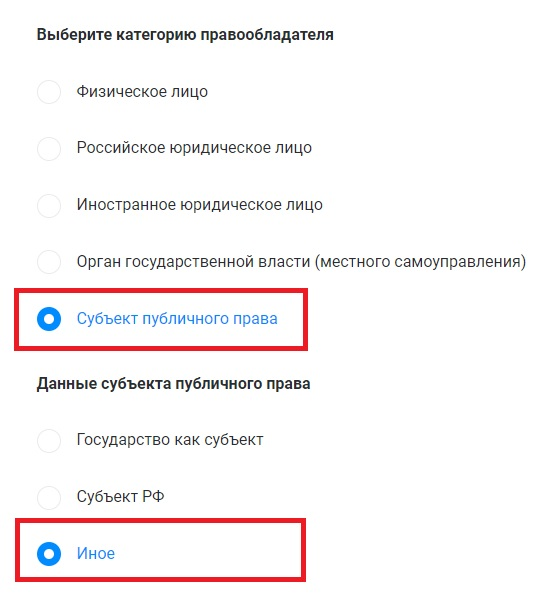 Выберите категорию правообладателя
Физическое лицо
Российское юридическое лицо
Иностранное юридическое лицо
Орган государственной власти (местного самоуправления)
Субъект публичного права
Данные субъекта публичного права
Государство как субъект
Субъект РФ
Иное